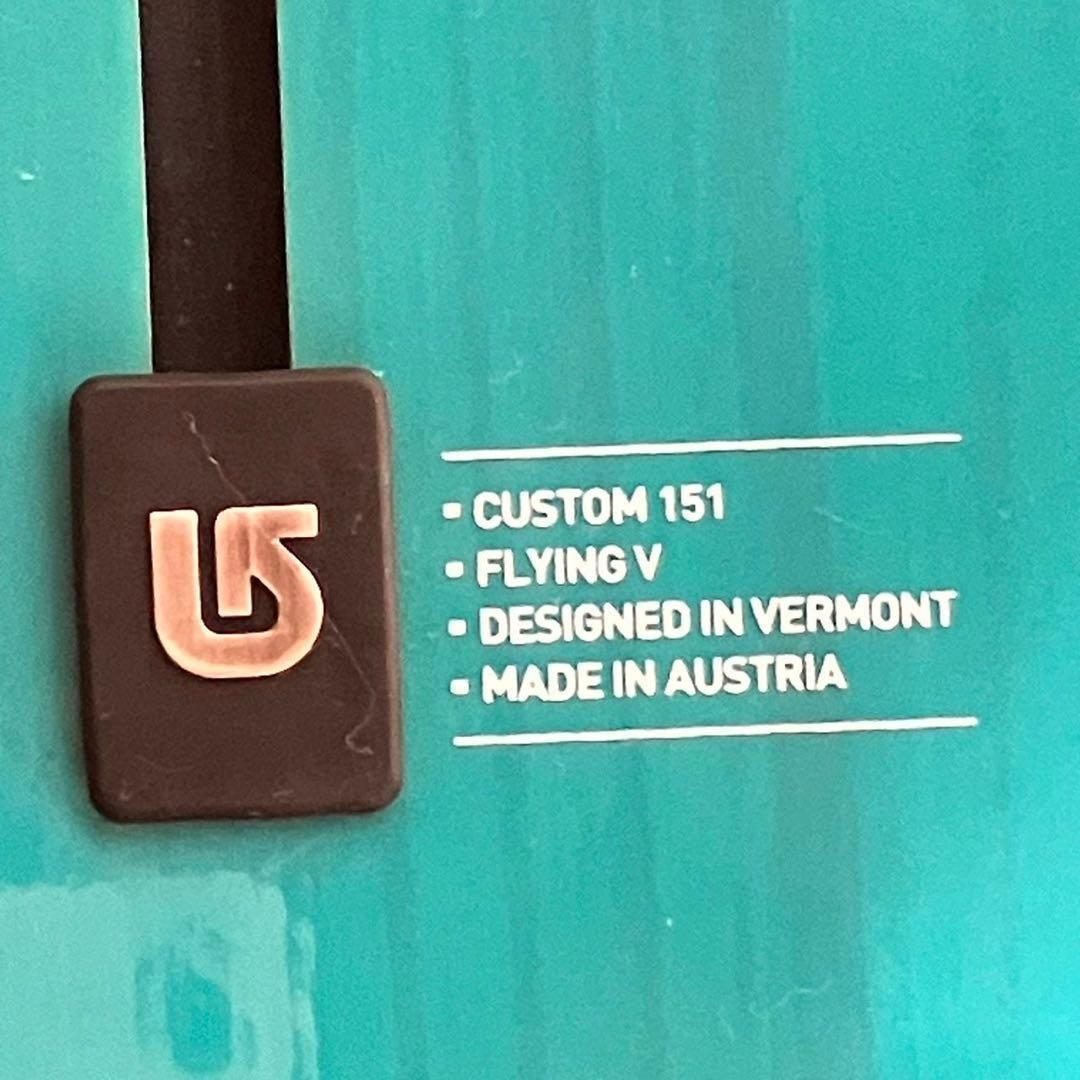 ▪ CUSTOM 151
▪ FLYING V
▪ DESIGNED IN VERMONT
▪ MADE IN AUSTRIA